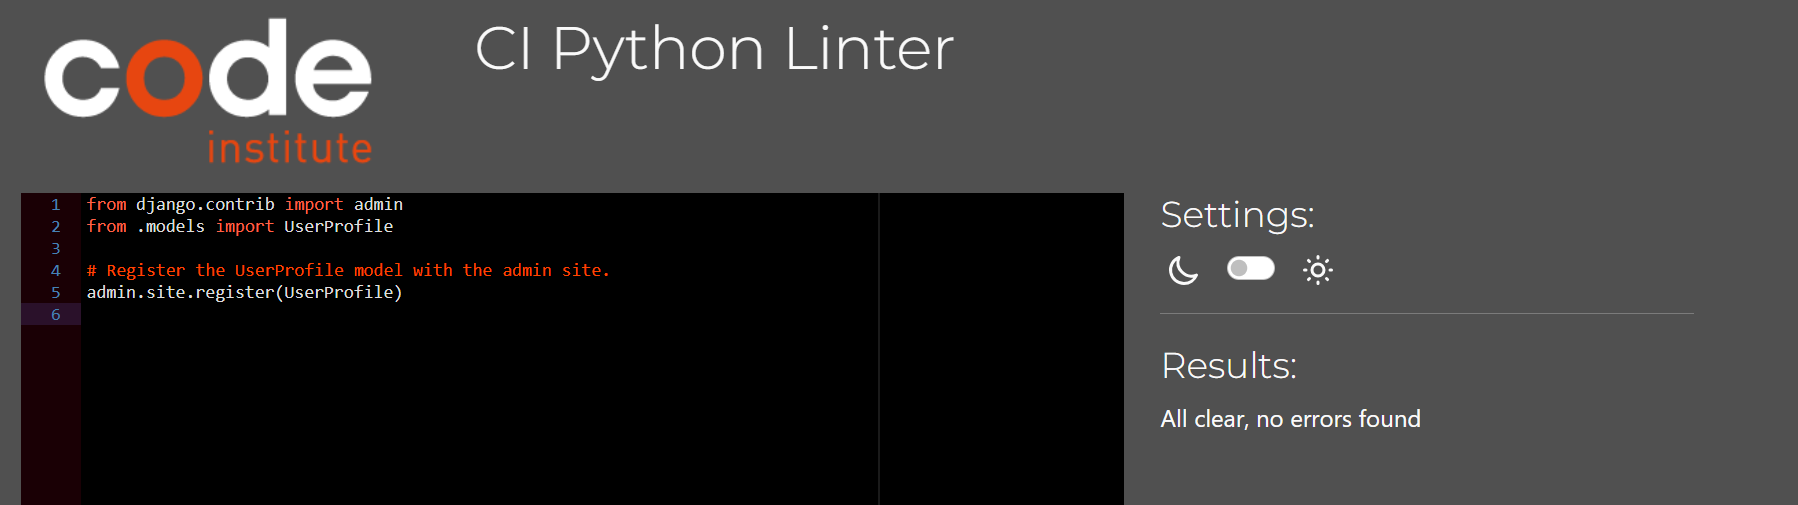 code
institute
CI Python Linter
1 from django.contrib import admin
2 from .models import UserProfile
3
4 # Register the UserProfile model with the admin site.
5 admin.site.register(UserProfile)
6
Settings:
Results:
All clear, no errors found